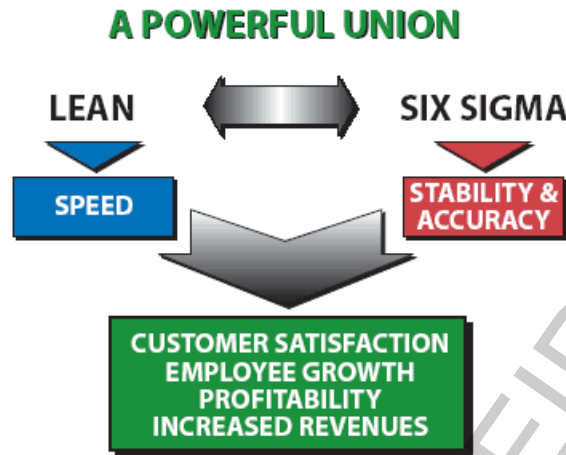 A POWERFUL UNION
LEAN
SIX SIGMA
SPEED
STABILITY &
ACCURACY
CUSTOMER SATISFACTION
EMPLOYEE GROWTH
PROFITABILITY
INCREASED REVENUES